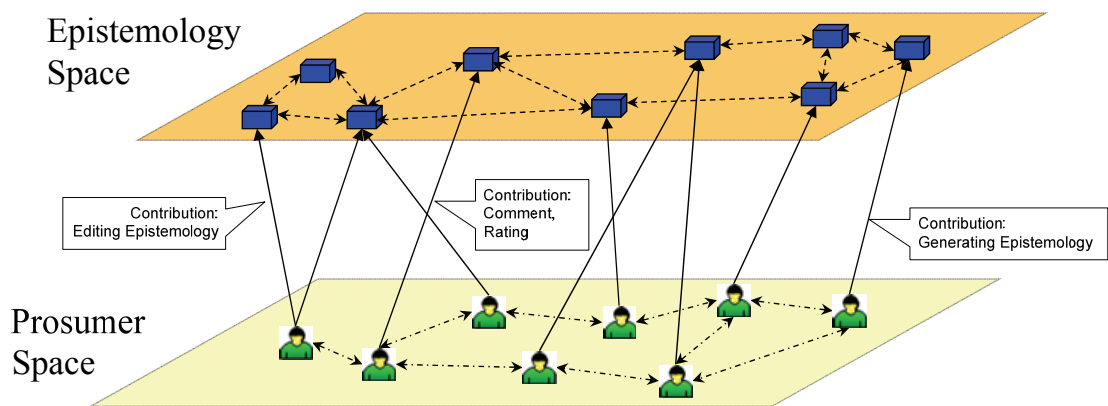 Epistemology
Space
Contribution:
Editing Epistemology
Contribution:
Comment,
Rating
Contribution:
Generating Epistemology
Prosumer
Space